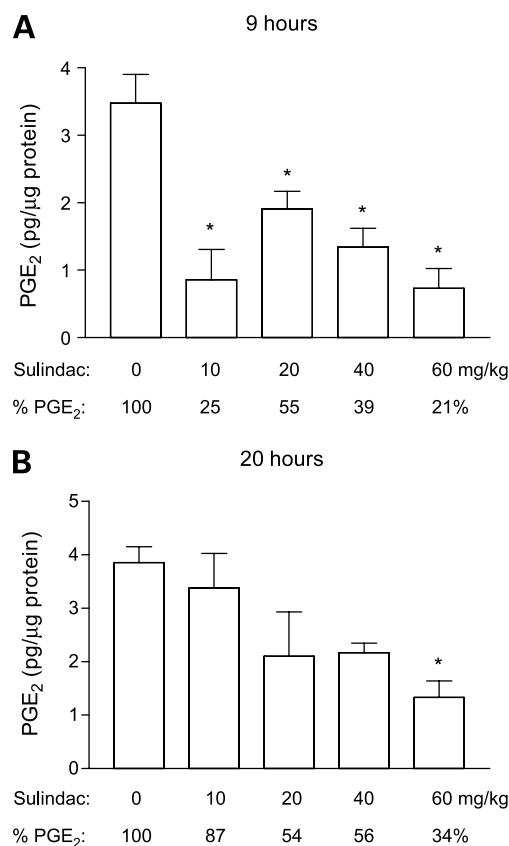 A
9 hours
PGE2 (pg/μg protein)
4
3
2
1
0
*
*
*
*
Sulindac: 0 10 20 40 60 mg/kg
% PGE2: 100 25 55 39 21%
B
20 hours
PGE2 (pg/μg protein)
5
4
3
2
1
0
*
Sulindac: 0 10 20 40 60 mg/kg
% PGE2: 100 87 54 56 34%